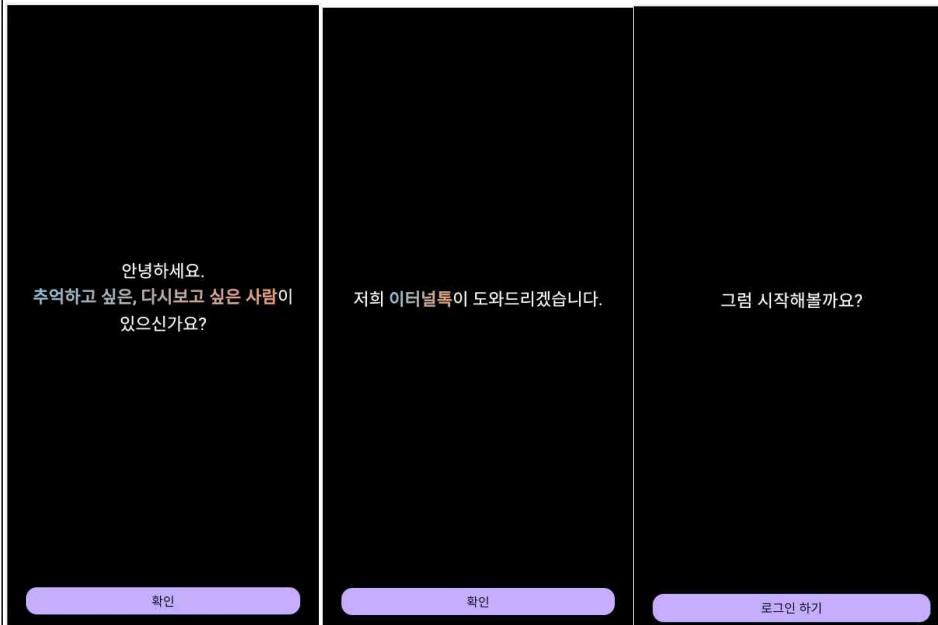 안녕하세요.
추억하고 싶은, 다시보고 싶은 사람이
있으신가요?
확인
저희 이터널톡이 도와드리겠습니다.
확인
그럼 시작해볼까요?
로그인 하기